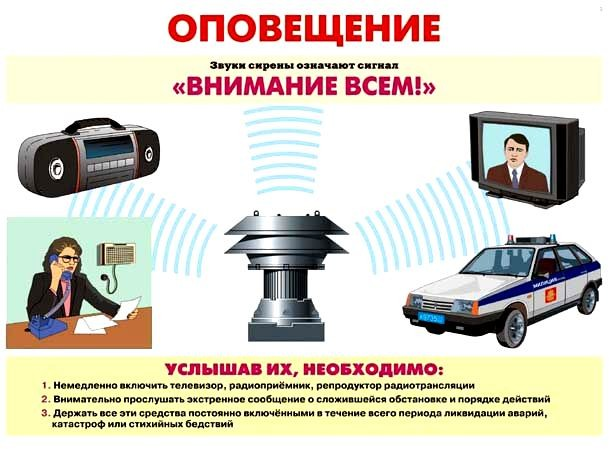 ОПОВЕЩЕНИЕ
Звуки сирены означают сигнал
«ВНИМАНИЕ ВСЕМ!»
МИЛИЦИЯ
УСЛЫШАВ ИХ, НЕОБХОДИМО:
1. Немедленно включить телевизор, радиоприёмник, репродуктор радиотрансляции
2. Внимательно прослушать экстренное сообщение о сложившейся обстановке и порядке действий
3. Держать все эти средства постоянно включёнными в течение всего периода ликвидации аварий,
катастроф или стихийных бедствий